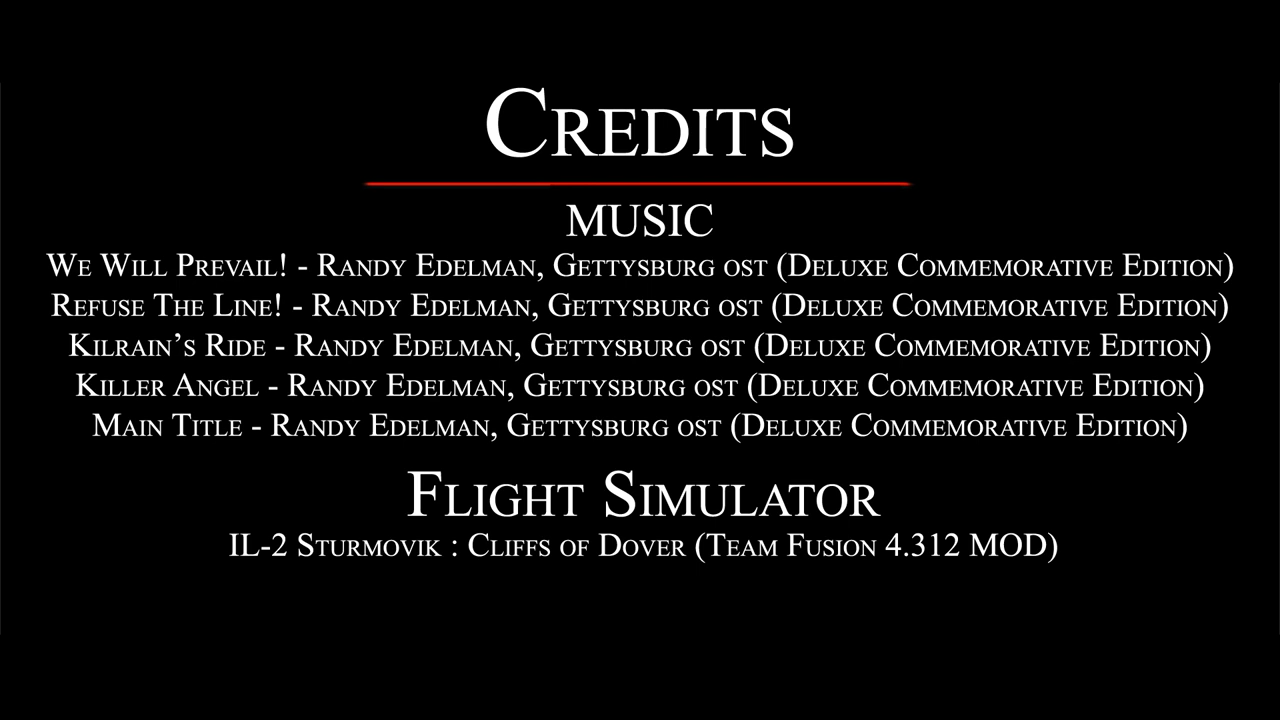 Credits
MUSIC
We Will Prevail! - Randy Edelman, Gettysburg ost (Deluxe Commemorative Edition)
Refuse The Line! - Randy Edelman, Gettysburg ost (Deluxe Commemorative Edition)
Kilrain’s Ride - Randy Edelman, Gettysburg ost (Deluxe Commemorative Edition)
Killer Angel - Randy Edelman, Gettysburg ost (Deluxe Commemorative Edition)
Main Title - Randy Edelman, Gettysburg ost (Deluxe Commemorative Edition)
Flight Simulator
IL-2 Sturmovik : Cliffs of Dover (Team Fusion 4.312 MOD)